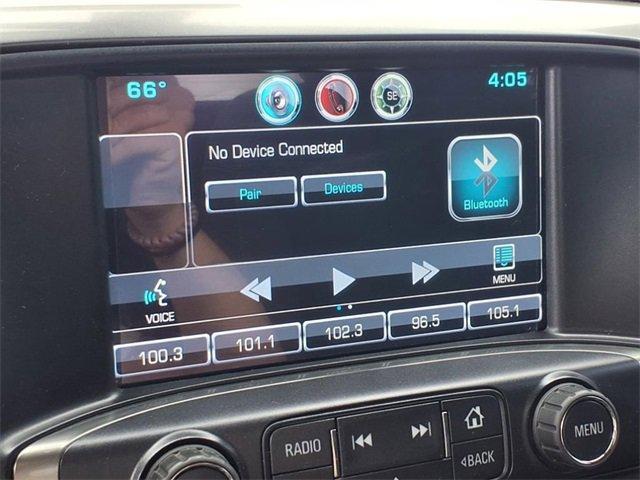 66°
4:05
SE
No Device Connected
Pair
Devices
Bluetooth
VOICE
MENU
100.3
101.1
102.3
96.5
105.1
RADIO
MENU
BACK